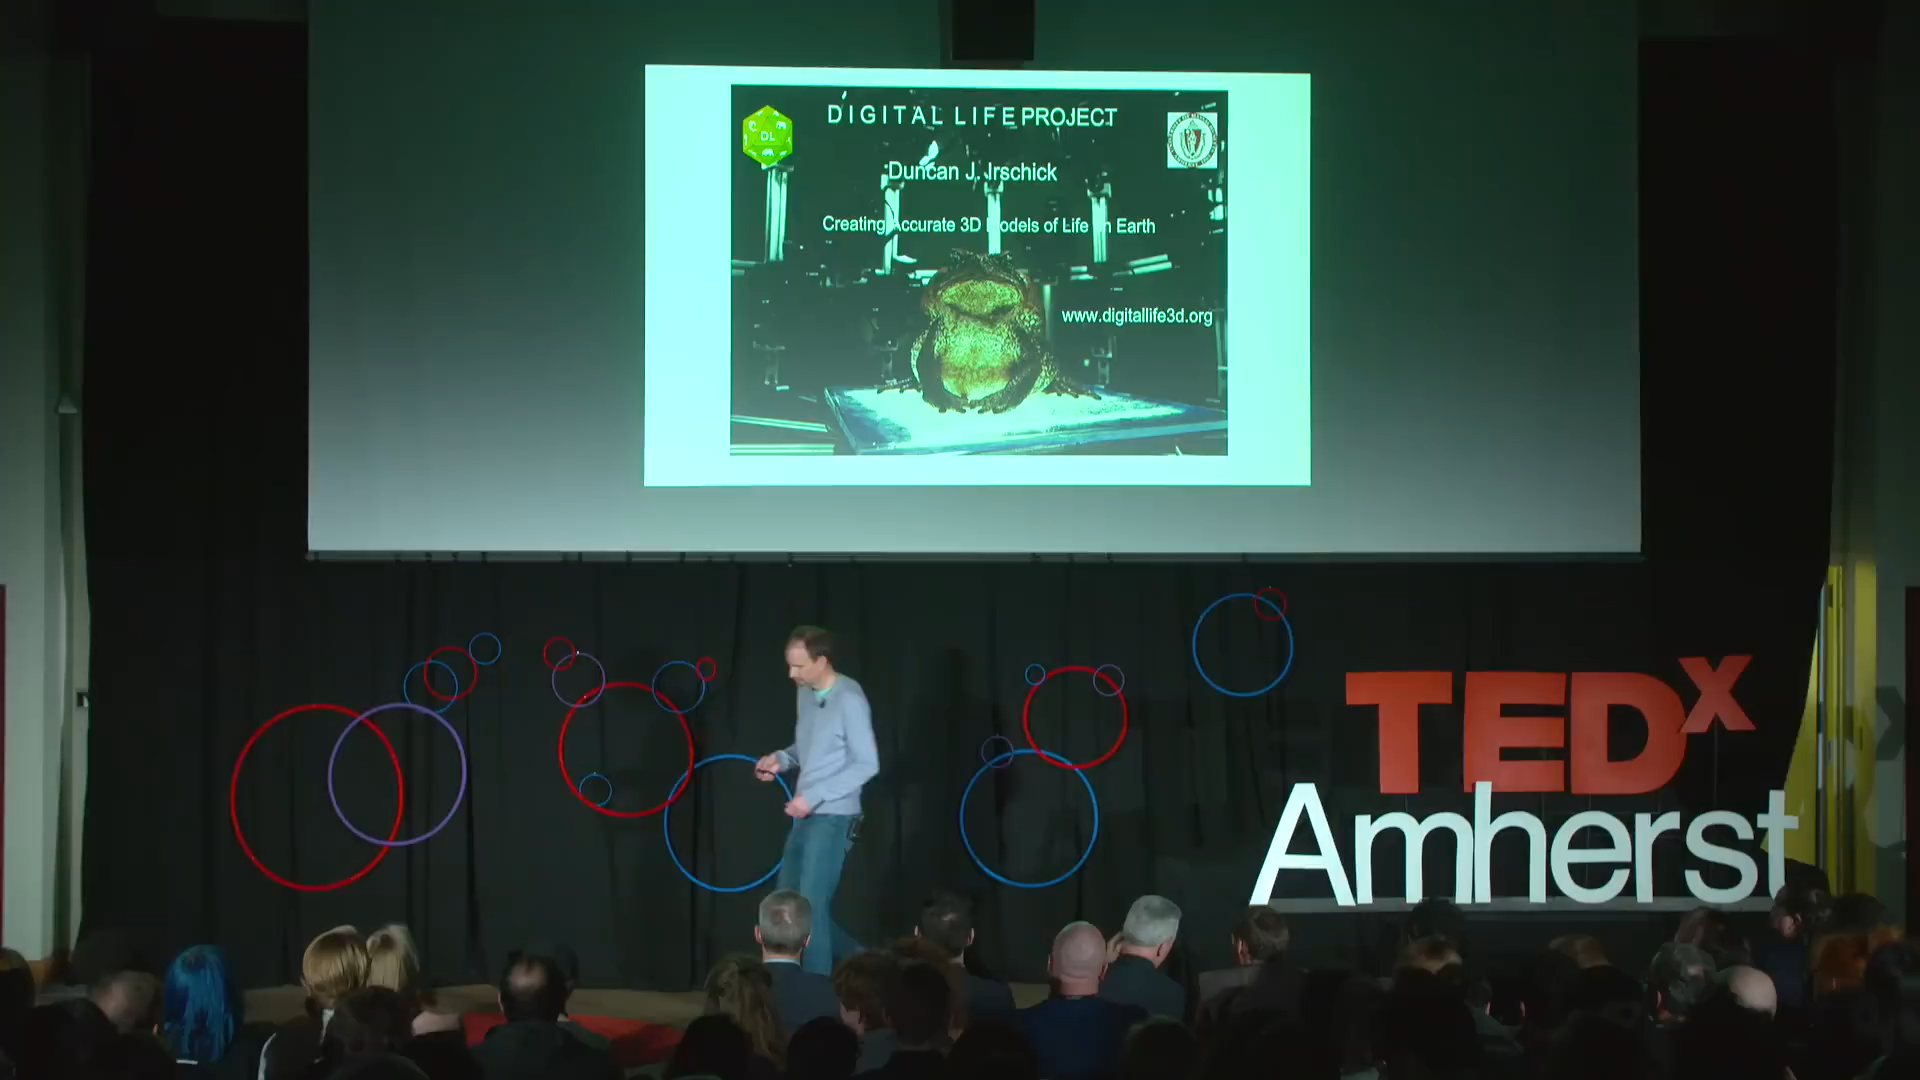 DIGITAL LIFE PROJECT
DL
Duncan J. Irschick
Creating Accurate 3D Models of Life on Earth
www.digitallife3d.org
TEDx
Amherst